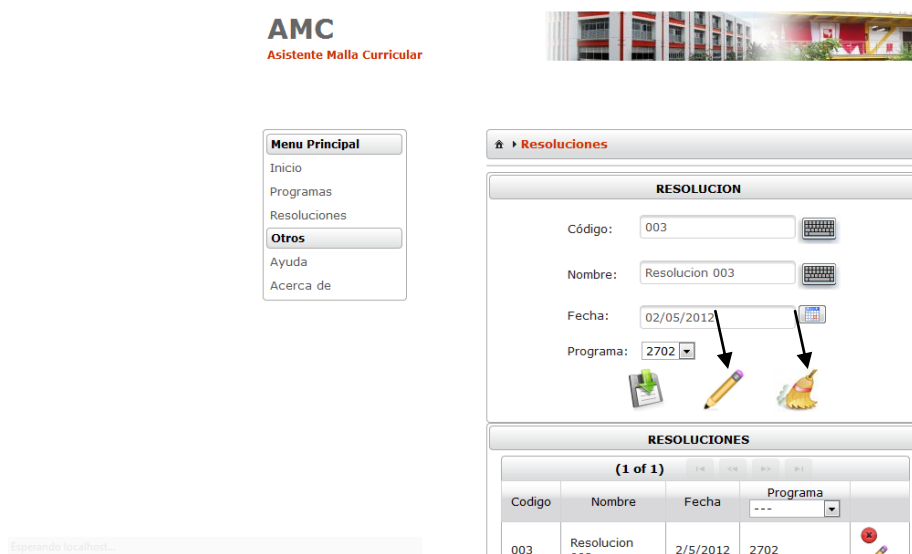 AMC
Asistente Malla Curricular
Menu Principal
Inicio
Programas
Resoluciones
Otros
Ayuda
Acerca de
Resoluciones
RESOLUCION
Código: 003
Nombre: Resolucion 003
Fecha: 02/05/2012
Programa: 2702
RESOLUCIONES
(1 of 1)
Codigo Nombre Fecha Programa
---
003 Resolucion 2/5/2012 2702
Esperando localhost...